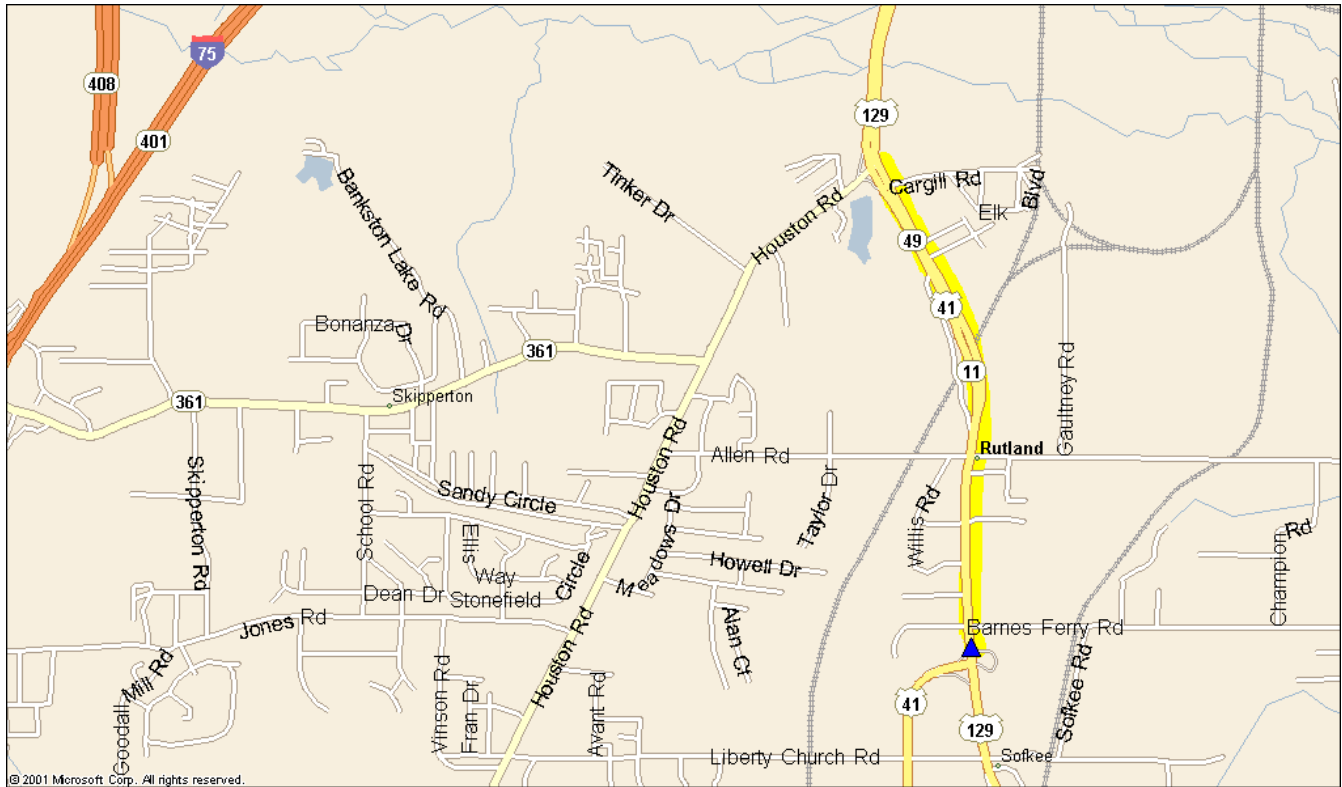 75
408
401
129
Cargill Rd
Blvd
Elk
Tinker Dr
Houston Rd
Bankston Lake Rd
49
41
Bonanza Dr
361
11
Gaultney Rd
Skipperton
361
Rutland
Allen Rd
Houston Rd
Skipperton Rd
School Rd
Sandy Circle
Meadows Dr
Taylor Dr
Willis Rd
Champion Rd
Ellis
Way
Circle
Howell Dr
Stonefield
Dean Dr
Jones Rd
Alan Ct
Barnes Ferry Rd
Sofkee Rd
Goodall Mill Rd
Houston Rd
Vinson Rd
Fran Dr
Avant Rd
41
129
Liberty Church Rd
Sofkee
© 2001 Microsoft Corp. All rights reserved.